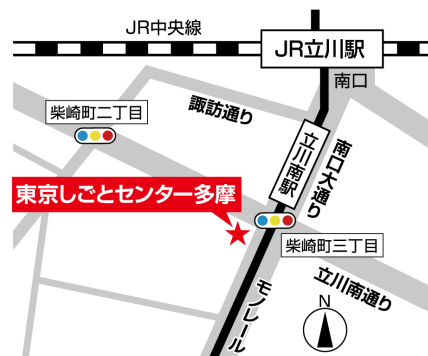 JR中央線
JR立川駅
南口
諏訪通り
柴崎町二丁目
立川南駅
南口大通り
東京しごとセンター多摩
柴崎町三丁目
立川南通り
モノレール
N